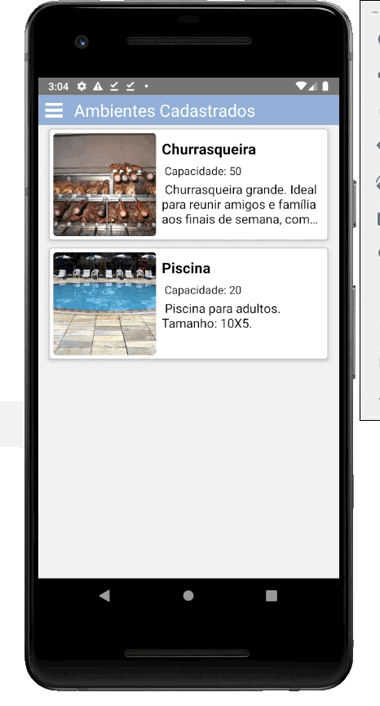 3:04
Ambientes Cadastrados
Churrasqueira
Capacidade: 50
Churrasqueira grande. Ideal
para reunir amigos e família
aos finais de semana, com...
Piscina
Capacidade: 20
Piscina para adultos.
Tamanho: 10X5.